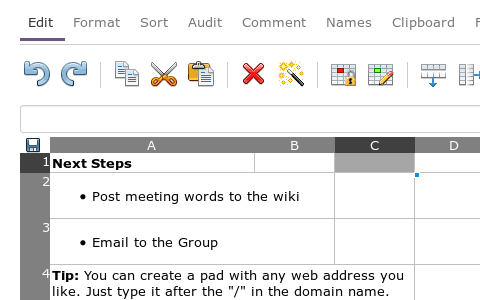 Edit Format Sort Audit Comment Names Clipboard
A B C D
1 Next Steps
2 • Post meeting words to the wiki
3 • Email to the Group
4 Tip: You can create a pad with any web address you
like. Just type it after the "/" in the domain name.